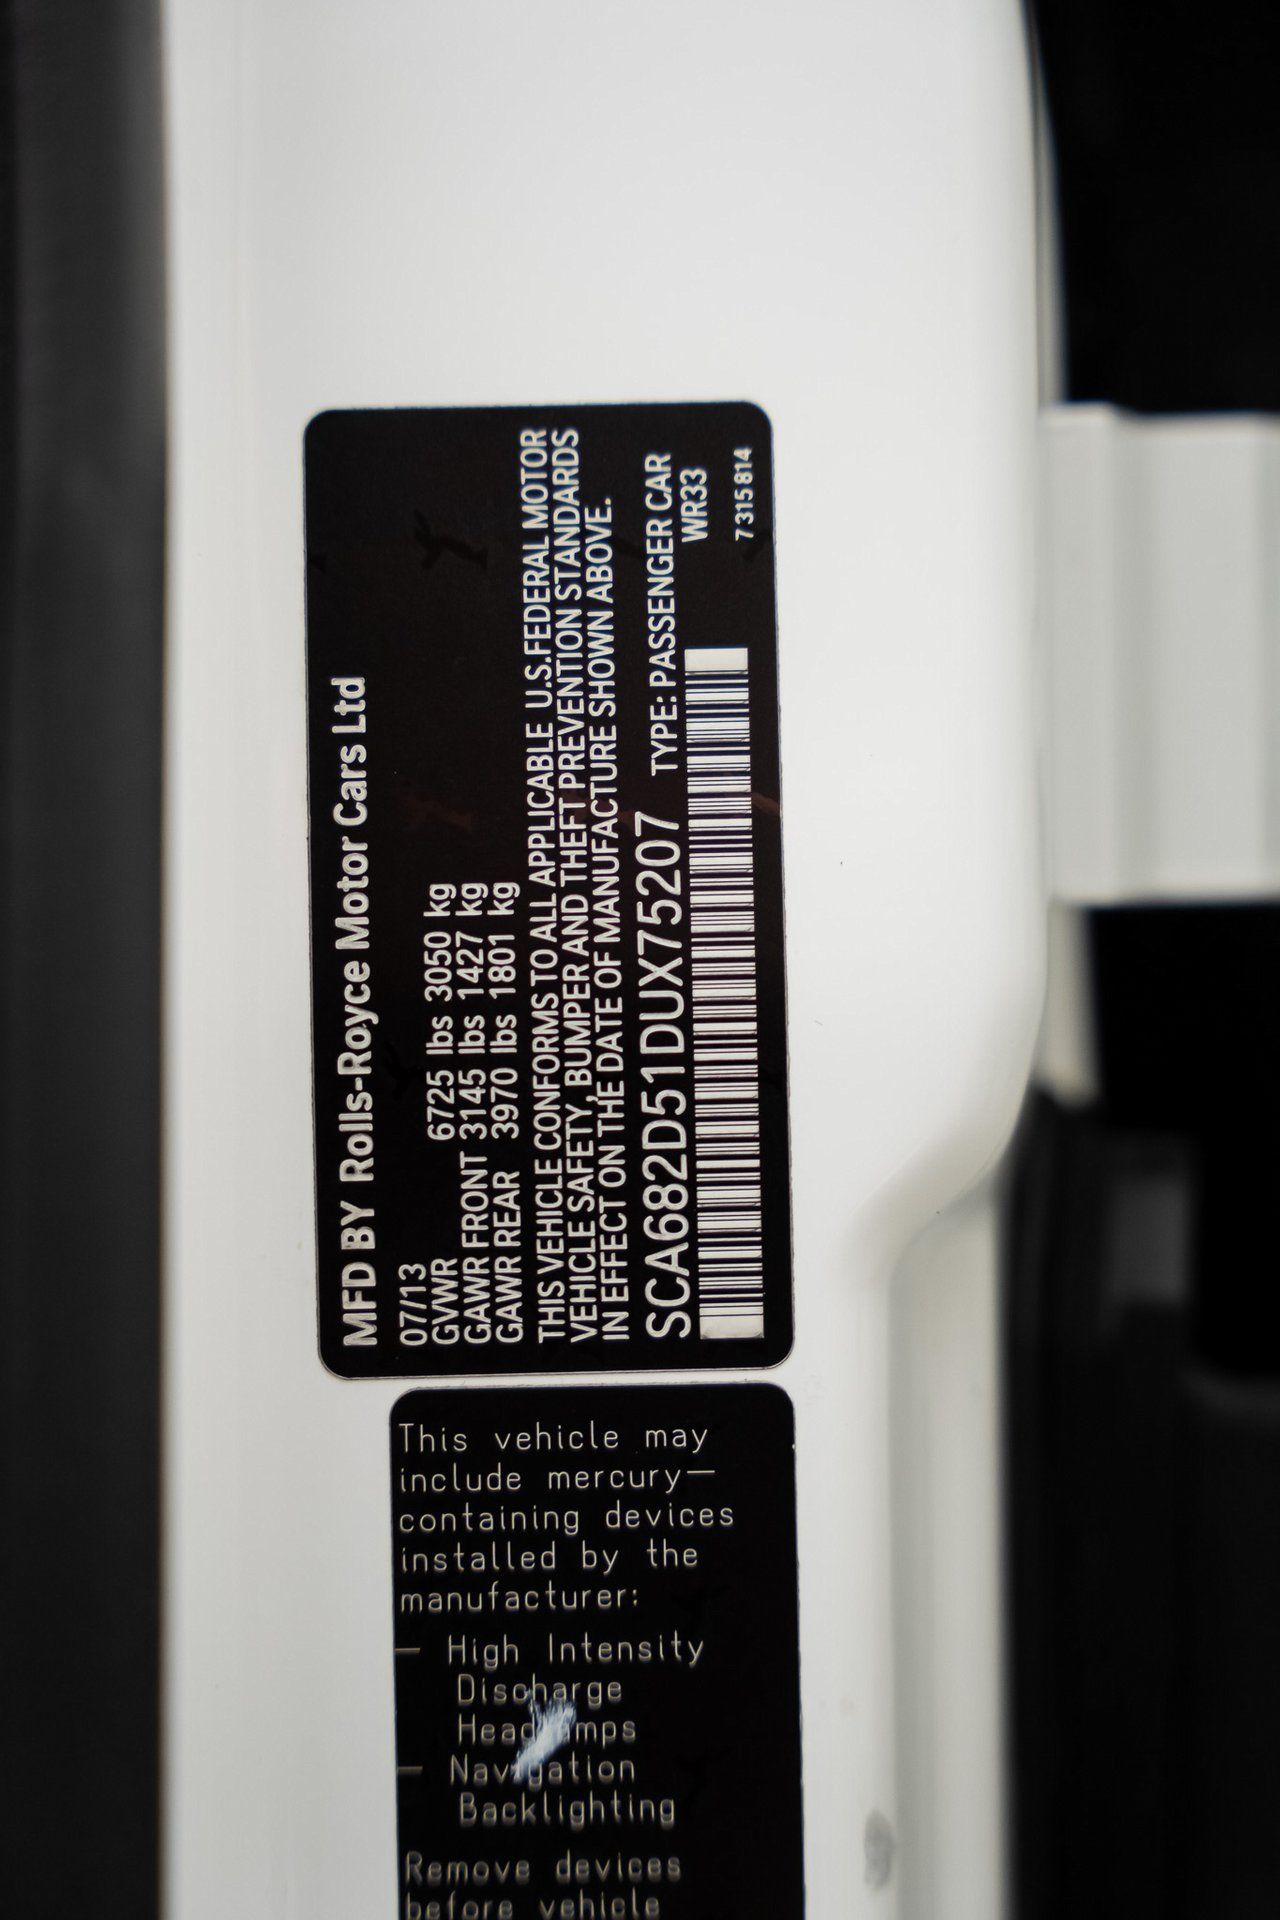 MFD BY Rolls-Royce Motor Cars Ltd
07/13
GVWR 6725 lbs 3050 kg
GAWR FRONT 3145 lbs 1427 kg
GAWR REAR 3970 lbs 1801 kg
THIS VEHICLE CONFORMS TO ALL APPLICABLE U.S.FEDERAL MOTOR
VEHICLE SAFETY, BUMPER AND THEFT PREVENTION STANDARDS
IN EFFECT ON THE DATE OF MANUFACTURE SHOWN ABOVE.
SCA682D51DUX75207 TYPE: PASSENGER CAR
WR33
7315814
This vehicle may
include mercury—
containing devices
installed by the
manufacturer:
— High Intensity
Discharge
Headlamps
— Navigation
Backlighting
Remove devices
before vehicle